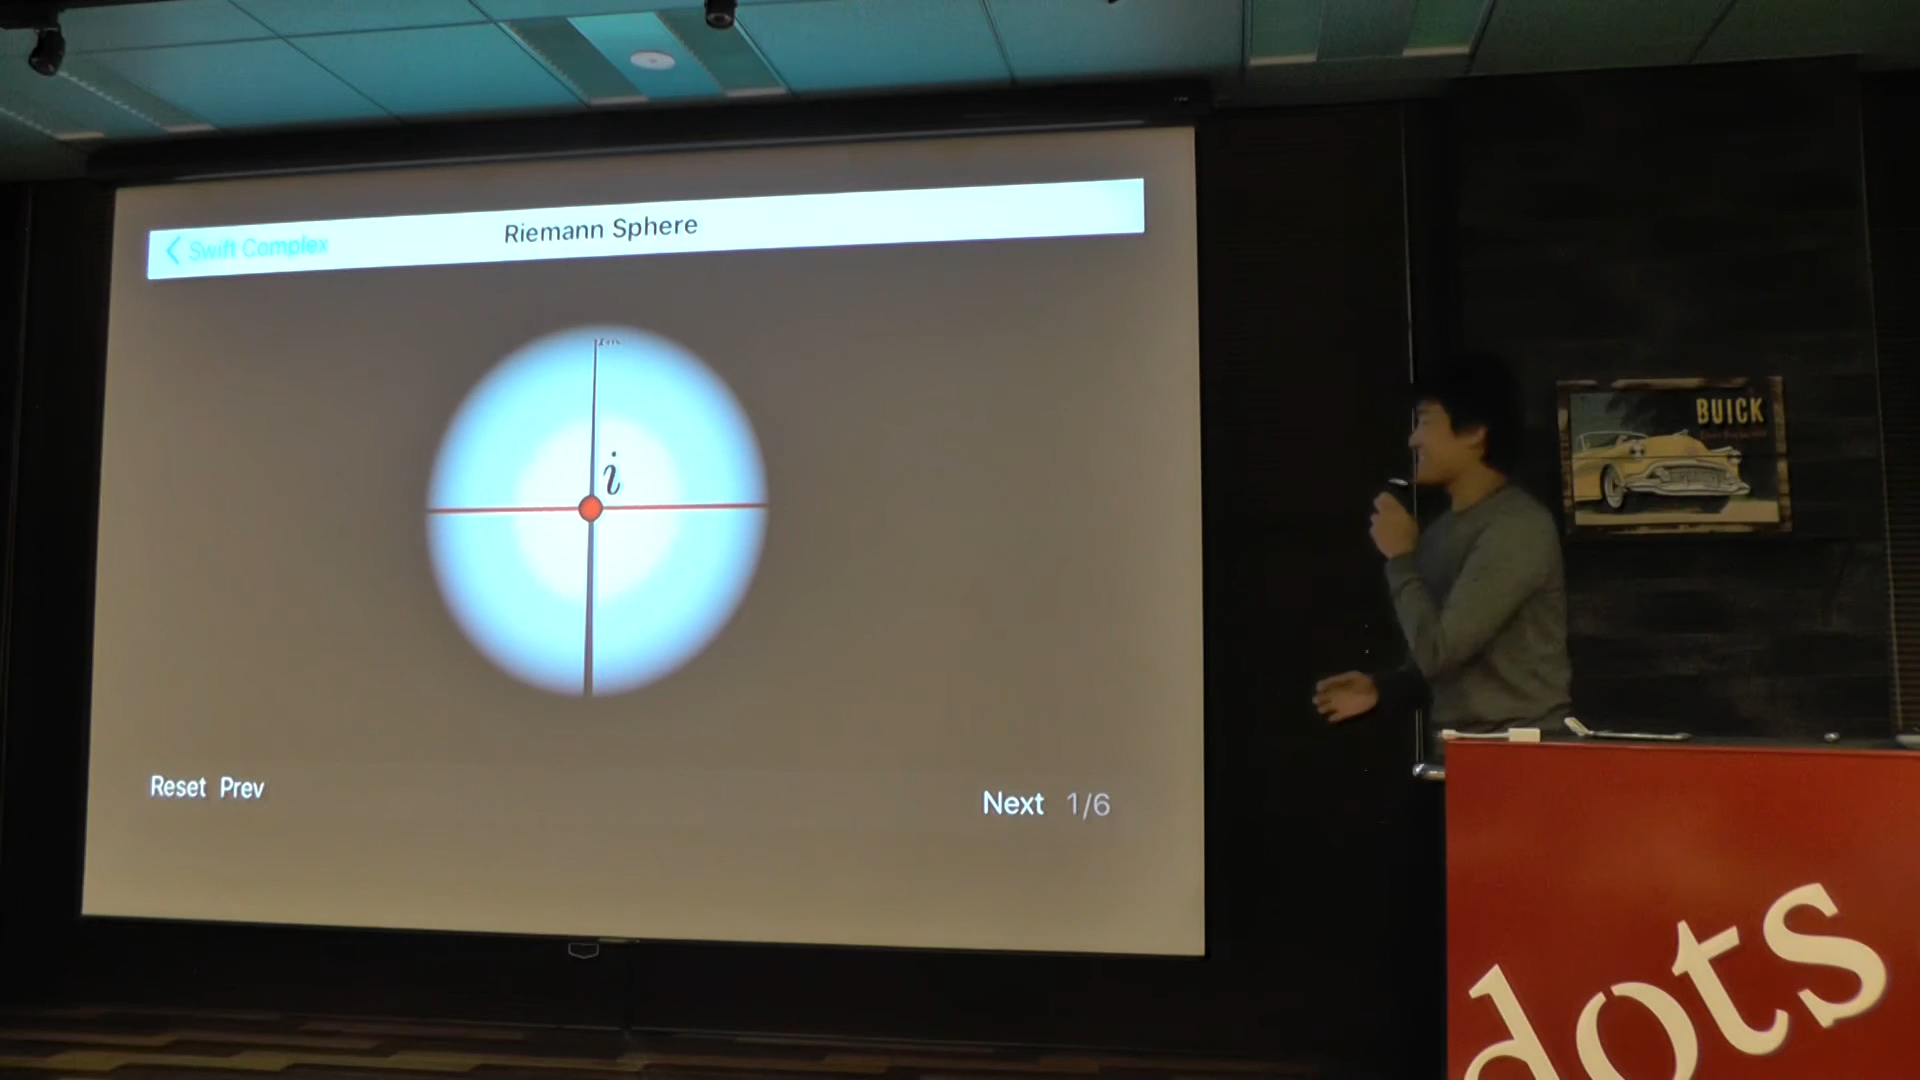 Swift Complex
Riemann Sphere
i
Reset Prev
Next 1/6
BUICK
dots